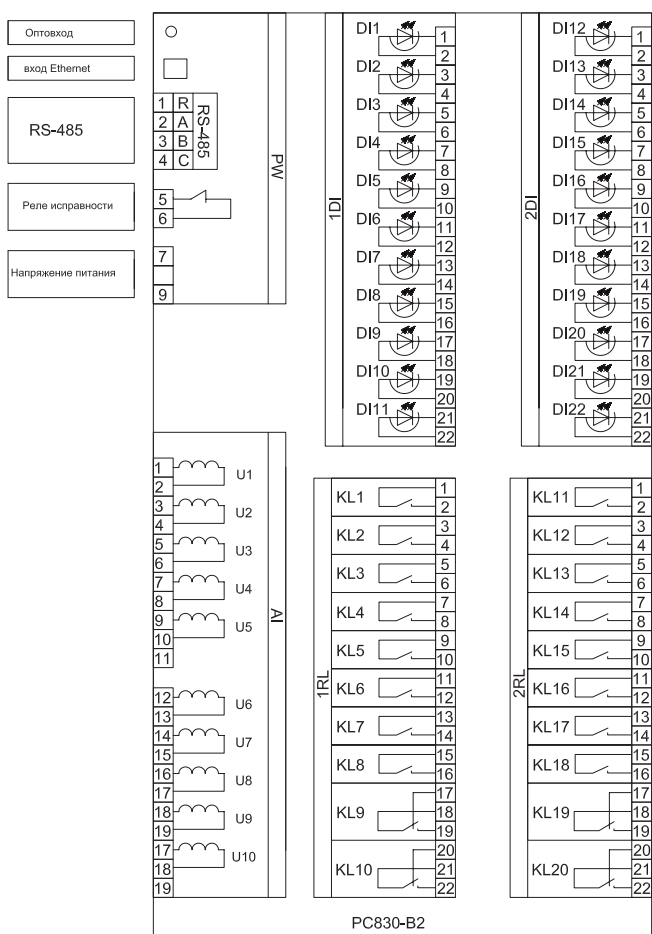 Оптовход
вход Ethernet
RS-485
Реле исправности
Напряжение питания
1 R
2 A
3 B
4 C
RS-485
5
6
7
9
PW
1DI
DI1
DI2
DI3
DI4
DI5
DI6
DI7
DI8
DI9
DI10
DI11
1
2
3
4
5
6
7
8
9
10
11
12
13
14
15
16
17
18
19
20
21
22
2DI
DI12
DI13
DI14
DI15
DI16
DI17
DI18
DI19
DI20
DI21
DI22
1
2
3
4
5
6
7
8
9
10
11
12
13
14
15
16
17
18
19
20
21
22
1
2
3
4
5
6
7
8
9
10
11
12
13
14
15
16
17
18
19
17
18
19
U1
U2
U3
U4
U5
U6
U7
U8
U9
U10
AI
1RL
KL1
KL2
KL3
KL4
KL5
KL6
KL7
KL8
KL9
KL10
1
2
3
4
5
6
7
8
9
10
11
12
13
14
15
16
17
18
19
20
21
22
2RL
KL11
KL12
KL13
KL14
KL15
KL16
KL17
KL18
KL19
KL20
1
2
3
4
5
6
7
8
9
10
11
12
13
14
15
16
17
18
19
20
21
22
PC830-B2